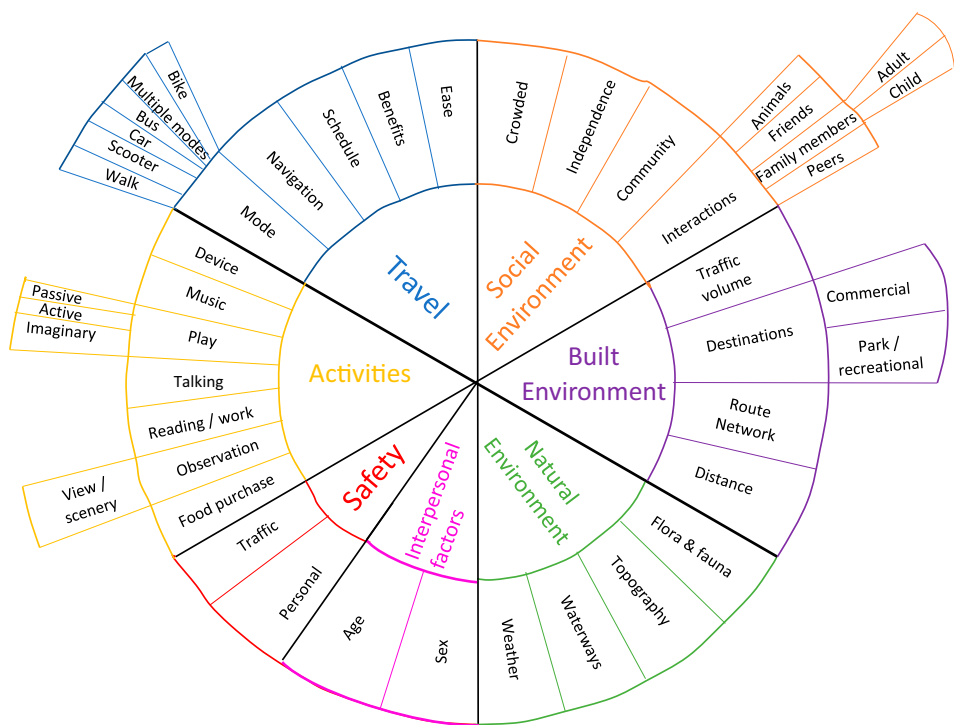 Travel
Mode
Navigation
Schedule
Benefits
Ease
Walk
Scooter
Car
Bus
Multiple modes
Bike
Social
Environment
Crowded
Independence
Community
Interactions
Animals
Friends
Family members
Peers
Adult
Child
Built
Environment
Traffic
volume
Destinations
Commercial
Park /
recreational
Route
Network
Distance
Natural
Environment
Flora & fauna
Topography
Waterways
Weather
Interpersonal
factors
Sex
Age
Safety
Personal
Traffic
Activities
Device
Music
Play
Passive
Active
Imaginary
Talking
Reading / work
Observation
View /
scenery
Food purchase